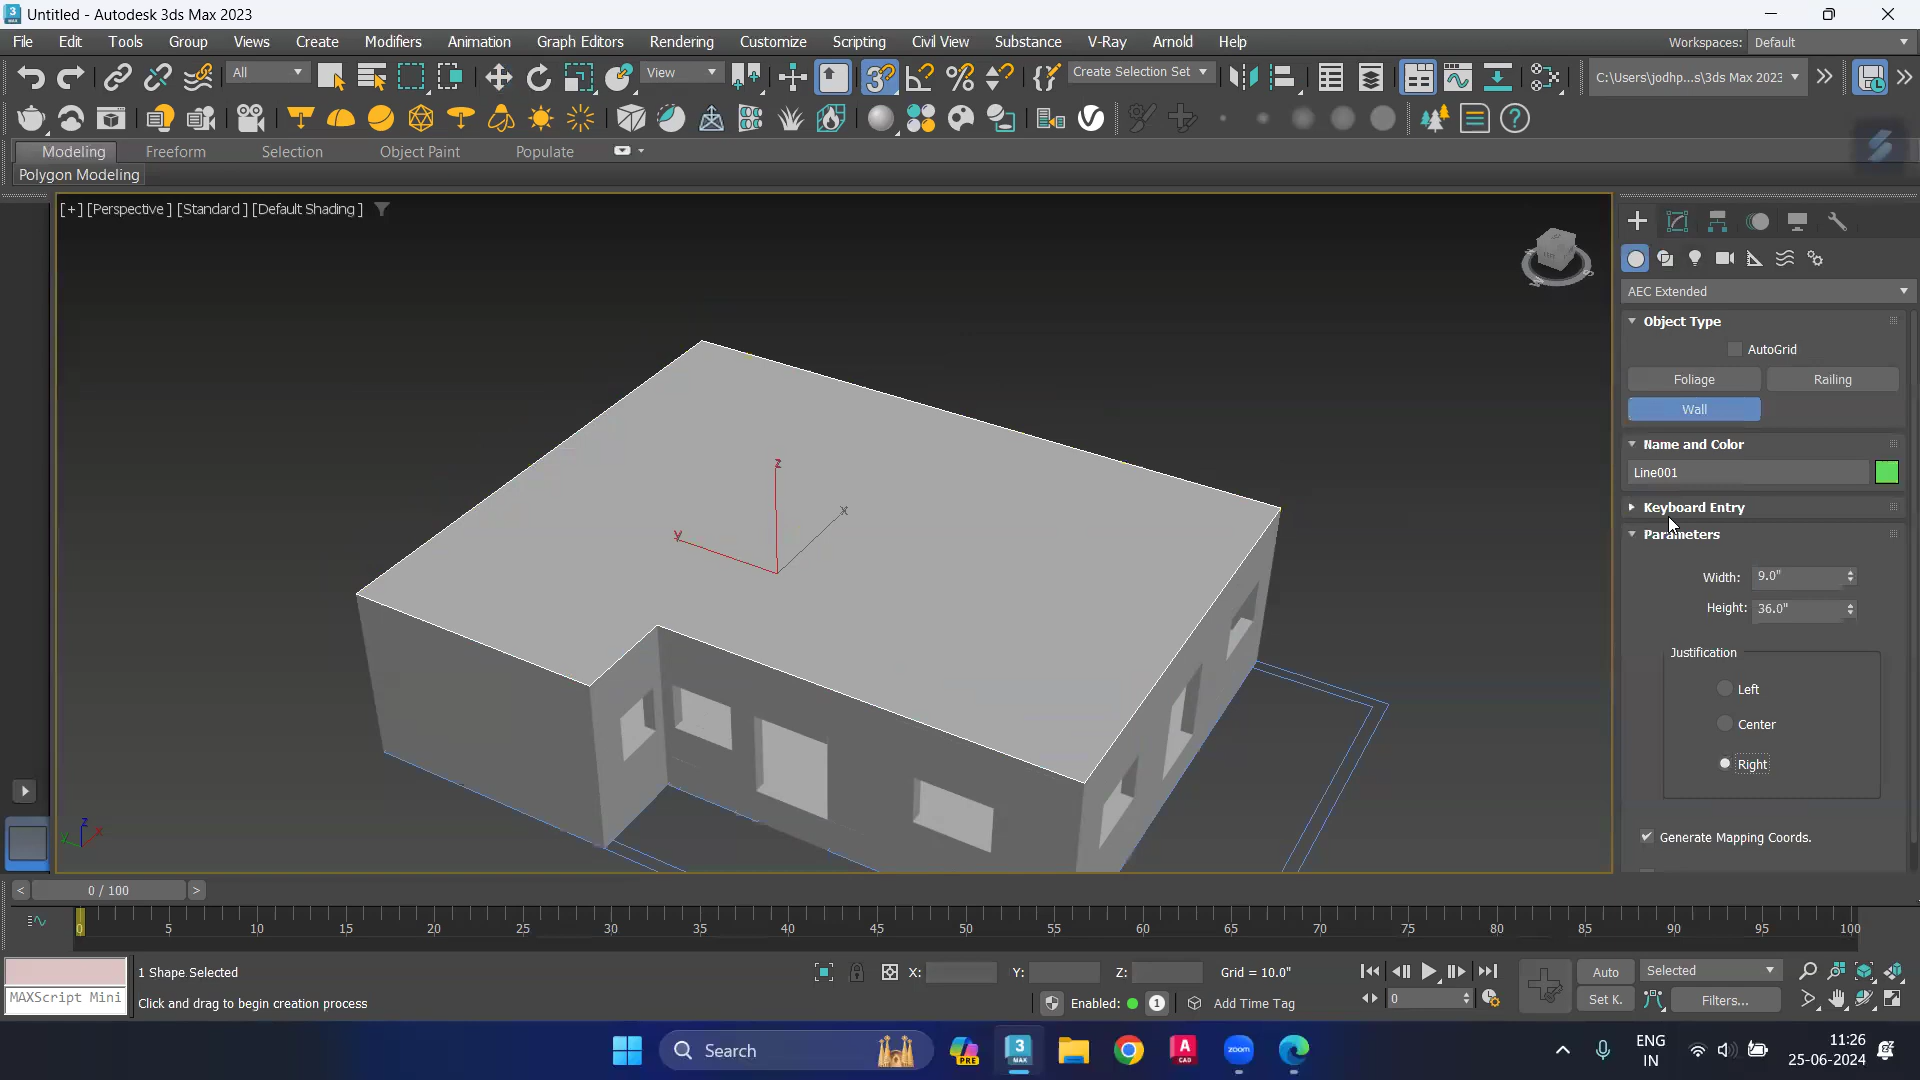 Untitled - Autodesk 3ds Max 2023
File Edit Tools Group Views Create Modifiers Animation Graph Editors Rendering Customize Scripting Civil View Substance V-Ray Arnold Help Workspaces: Default
All View Create Selection Set C:\Users\jodhp...s\3ds Max 2023
Modeling Freeform Selection Object Paint Populate
Polygon Modeling
[+] [Perspective ] [Standard ] [Default Shading ]
AEC Extended
Object Type
AutoGrid
Foliage Railing
Wall
Name and Color
Line001
Keyboard Entry
Parameters
Width: 9.0"
Height: 36.0"
Justification
Left
Center
Right
Generate Mapping Coords.
z
x
y
z
x
y
0 / 100
0 5 10 15 20 25 30 35 40 45 50 55 60 65 70 75 80 85 90 95 100
1 Shape Selected X: Y: Z: Grid = 10.0" Auto Selected
MAXScript Mini Click and drag to begin creation process Enabled: 1 Add Time Tag 0 Set K. Filters...
Search PRE 3 MAX A CAD zoom ENG IN 11:26
25-06-2024